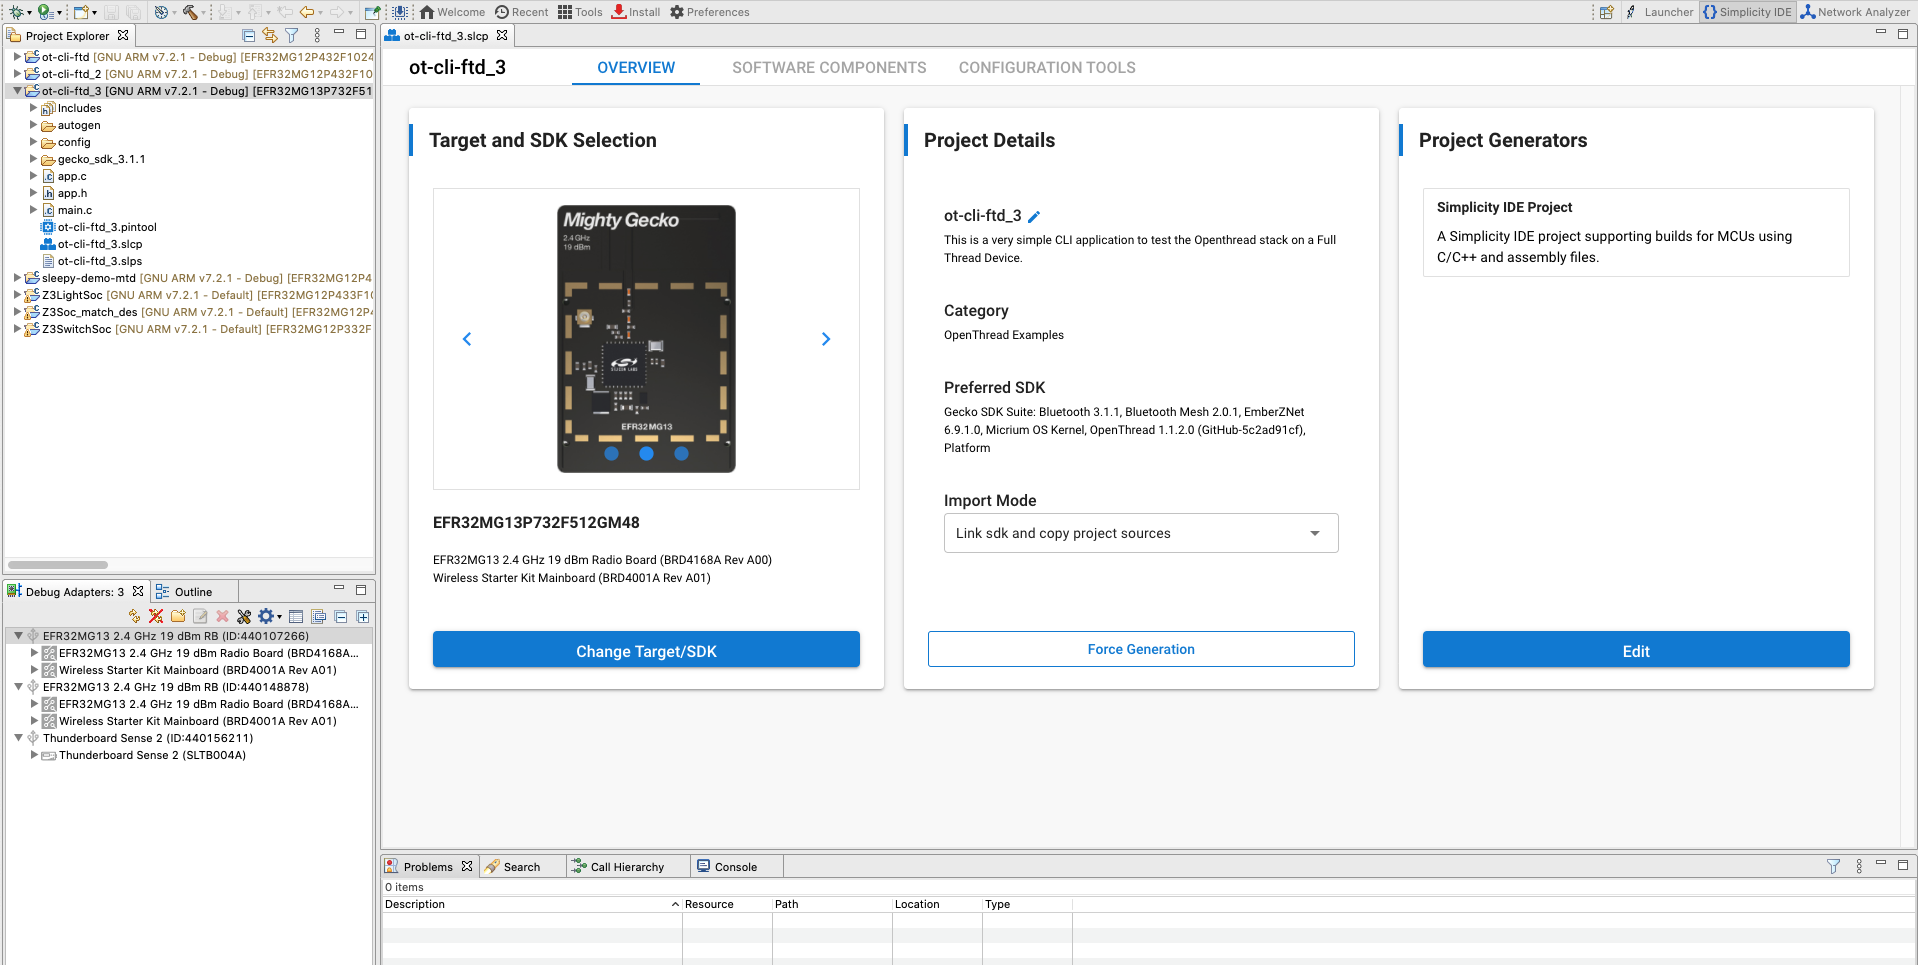 Welcome Recent Tools Install Preferences Launcher Simplicity IDE Network Analyzer
Project Explorer
ot-cli-ftd [GNU ARM v7.2.1 - Debug] [EFR32MG12P432F1024
ot-cli-ftd_2 [GNU ARM v7.2.1 - Debug] [EFR32MG12P432F10
ot-cli-ftd_3 [GNU ARM v7.2.1 - Debug] [EFR32MG13P732F51
Includes
autogen
config
gecko_sdk_3.1.1
app.c
app.h
main.c
ot-cli-ftd_3.pintool
ot-cli-ftd_3.slcp
ot-cli-ftd_3.slps
sleepy-demo-mtd [GNU ARM v7.2.1 - Debug] [EFR32MG12P4
Z3LightSoc [GNU ARM v7.2.1 - Default] [EFR32MG12P433F1
Z3Soc_match_des [GNU ARM v7.2.1 - Default] [EFR32MG12P
Z3SwitchSoc [GNU ARM v7.2.1 - Default] [EFR32MG12P332F
Debug Adapters: 3 Outline
EFR32MG13 2.4 GHz 19 dBm RB (ID:440107266)
EFR32MG13 2.4 GHz 19 dBm Radio Board (BRD4168A...
Wireless Starter Kit Mainboard (BRD4001A Rev A01)
EFR32MG13 2.4 GHz 19 dBm RB (ID:440148878)
EFR32MG13 2.4 GHz 19 dBm Radio Board (BRD4168A...
Wireless Starter Kit Mainboard (BRD4001A Rev A01)
Thunderboard Sense 2 (ID:440156211)
Thunderboard Sense 2 (SLTB004A)
ot-cli-ftd_3.slcp
ot-cli-ftd_3 OVERVIEW SOFTWARE COMPONENTS CONFIGURATION TOOLS
Target and SDK Selection
Mighty Gecko
2.4 GHz
19 dBm
SILICON LABS
EFR32MG13
EFR32MG13P732F512GM48
EFR32MG13 2.4 GHz 19 dBm Radio Board (BRD4168A Rev A00)
Wireless Starter Kit Mainboard (BRD4001A Rev A01)
Change Target/SDK
Project Details
ot-cli-ftd_3
This is a very simple CLI application to test the Openthread stack on a Full
Thread Device.
Category
OpenThread Examples
Preferred SDK
Gecko SDK Suite: Bluetooth 3.1.1, Bluetooth Mesh 2.0.1, EmberZNet
6.9.1.0, Micrium OS Kernel, OpenThread 1.1.2.0 (GitHub-5c2ad91cf),
Platform
Import Mode
Link sdk and copy project sources
Force Generation
Project Generators
Simplicity IDE Project
A Simplicity IDE project supporting builds for MCUs using
C/C++ and assembly files.
Edit
Problems Search Call Hierarchy Console
0 items
Description Resource Path Location Type